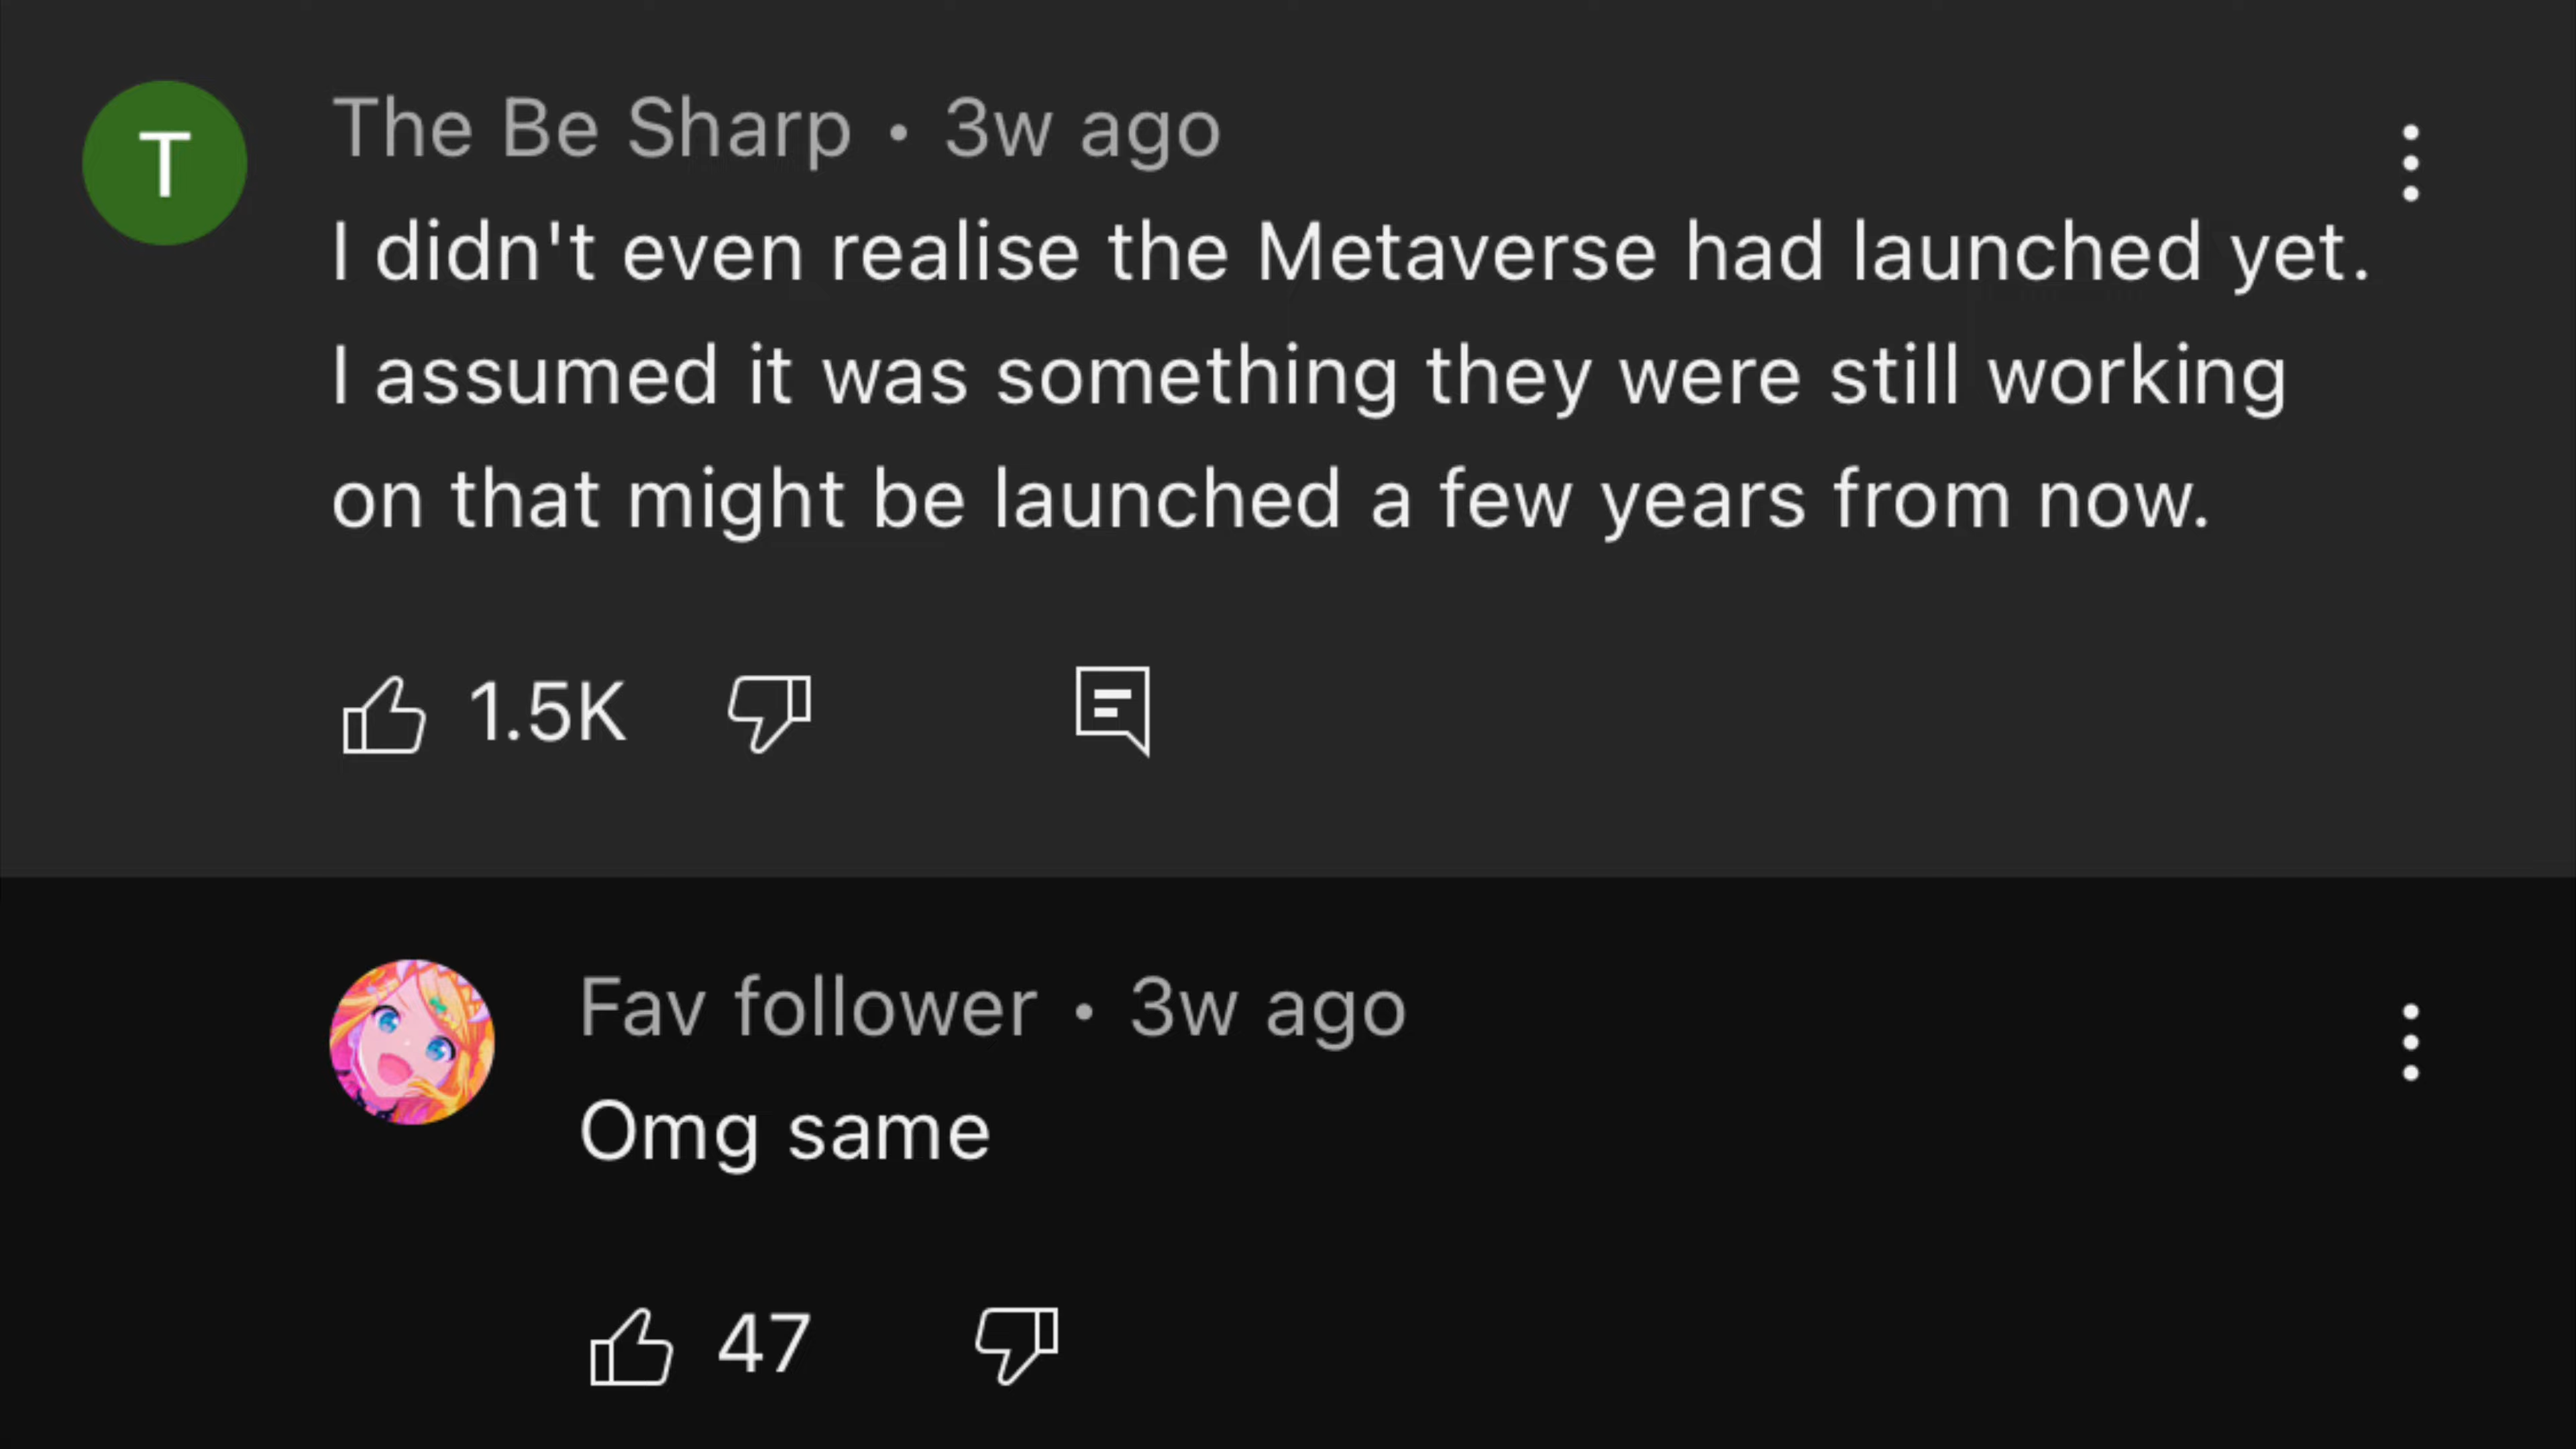 T
The Be Sharp • 3w ago
I didn't even realise the Metaverse had launched yet.
I assumed it was something they were still working
on that might be launched a few years from now.
1.5K
Fav follower • 3w ago
Omg same
47